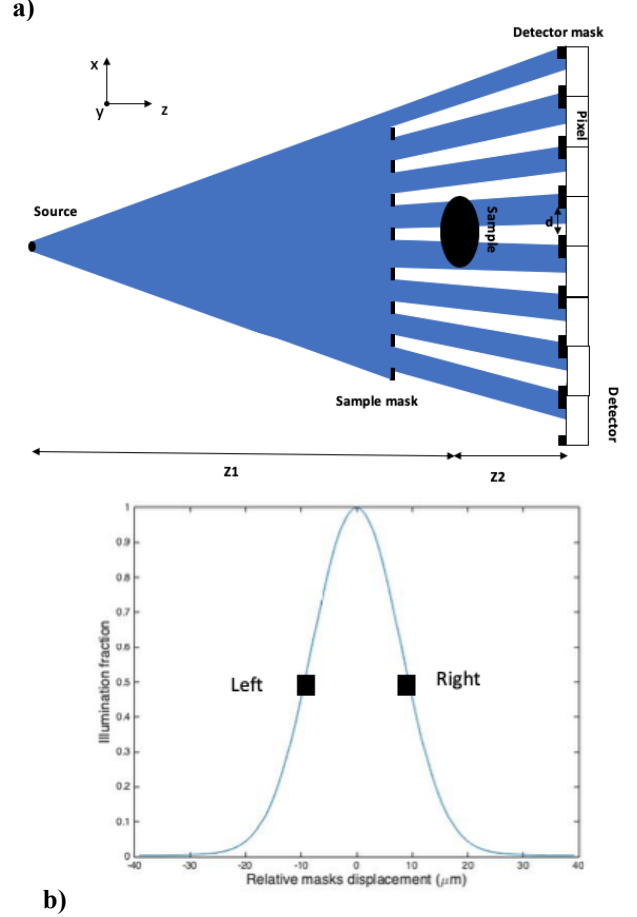 a)
Detector mask
x
y
z
Pixel
Source
d
Sample
Sample mask
Detector
Z1
Z2
1
0.9
0.8
0.7
0.6
0.5
0.4
0.3
0.2
0.1
0
Illumination fraction
Left
Right
-40 -30 -20 -10 0 10 20 30 40
Relative masks displacement (μm)
b)